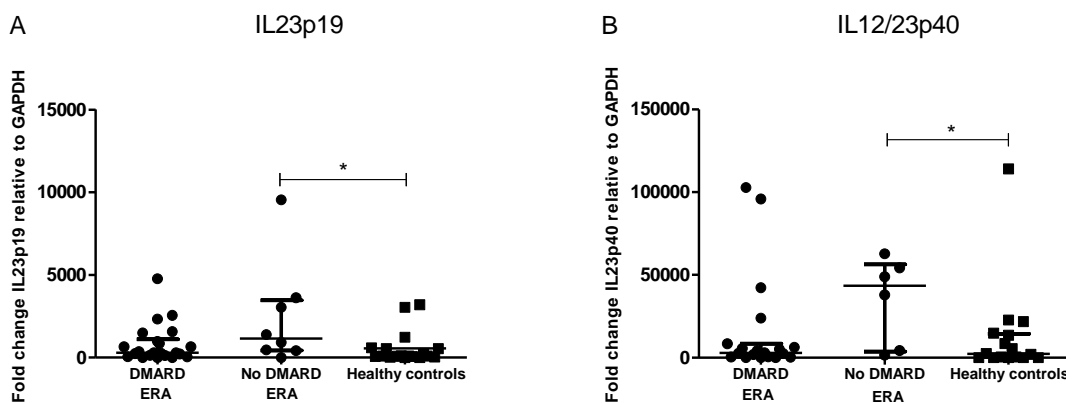 A
IL23p19
Fold change IL23p19 relative to GAPDH
15000
10000
5000
0
*
DMARD
ERA
No DMARD
ERA
Healthy controls
B
IL12/23p40
Fold change IL23p40 relative to GAPDH
150000
100000
50000
0
*
DMARD
ERA
No DMARD
ERA
Healthy controls